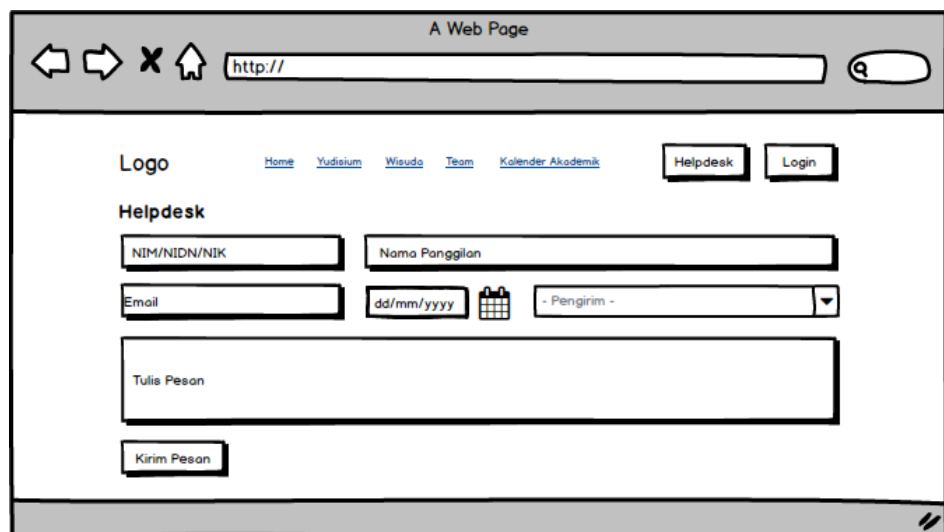 A Web Page
http://
Logo Home Yudisium Wisuda Team Kalender Akademik Helpdesk Login
Helpdesk
NIM/NIDN/NIK Nama Panggilan
Email dd/mm/yyyy - Pengirim -
Tulis Pesan
Kirim Pesan